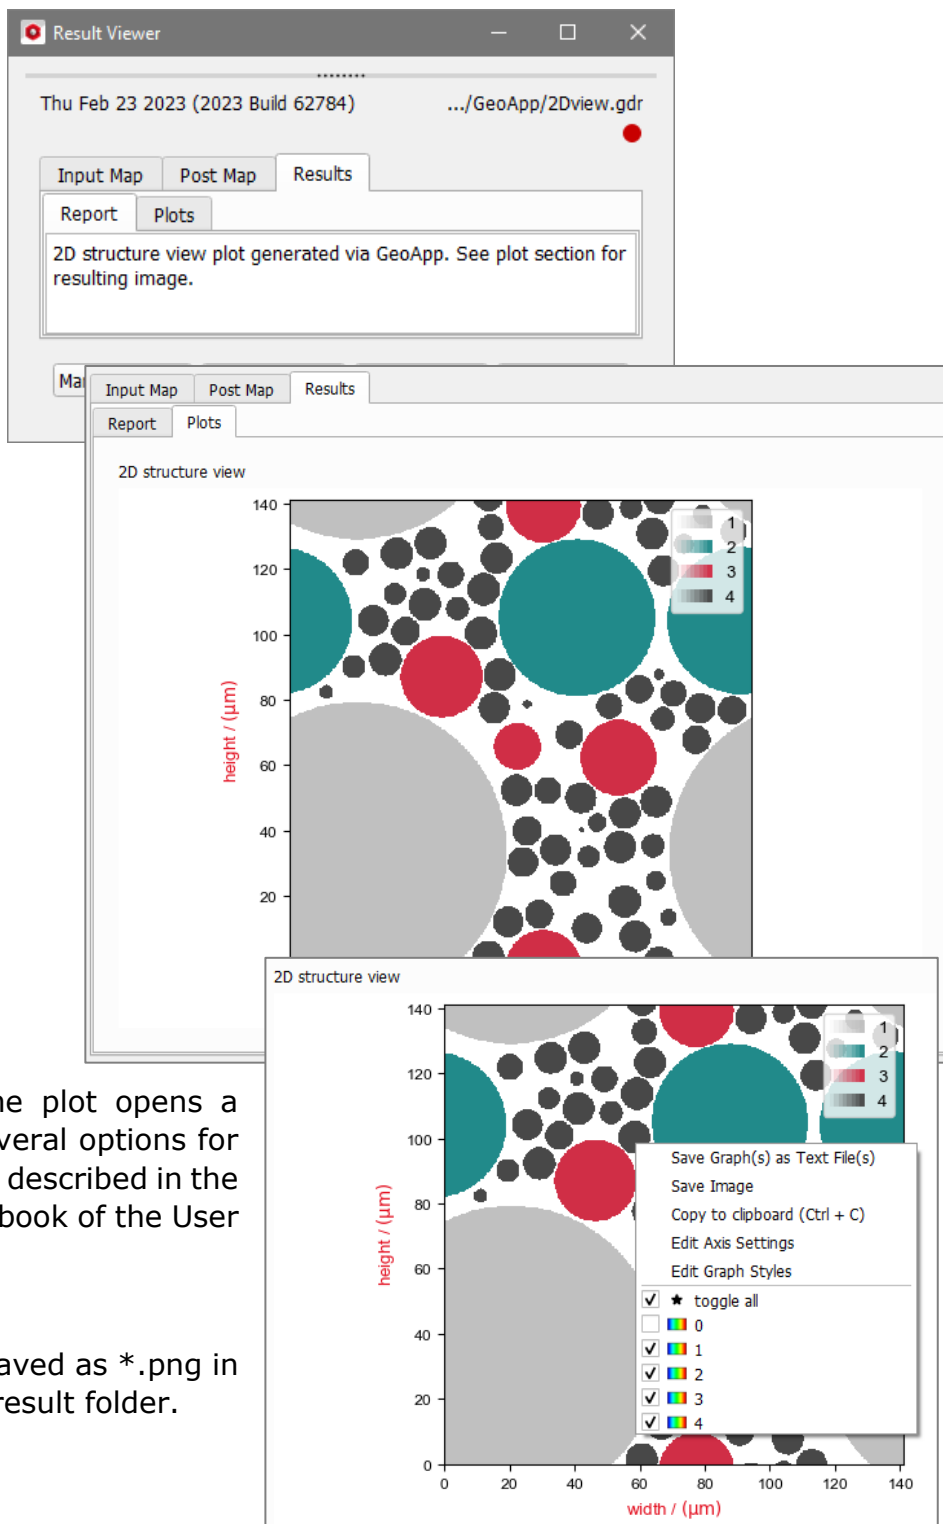 Result Viewer
Thu Feb 23 2023 (2023 Build 62784)
.../GeoApp/2Dview.gdr
Input Map
Post Map
Results
Report
Plots
2D structure view plot generated via GeoApp. See plot section for
resulting image.
Input Map
Post Map
Results
Report
Plots
2D structure view
140
120
100
80
60
40
20
height / (µm)
1
2
3
4
2D structure view
140
120
100
80
60
40
20
0
height / (µm)
0
20
40
60
80
100
120
140
width / (µm)
1
2
3
4
Save Graph(s) as Text File(s)
Save Image
Copy to clipboard (Ctrl + C)
Edit Axis Settings
Edit Graph Styles
toggle all
0
1
2
3
4
plot opens a
options for
described in the
book of the User
as *.png in
result folder.